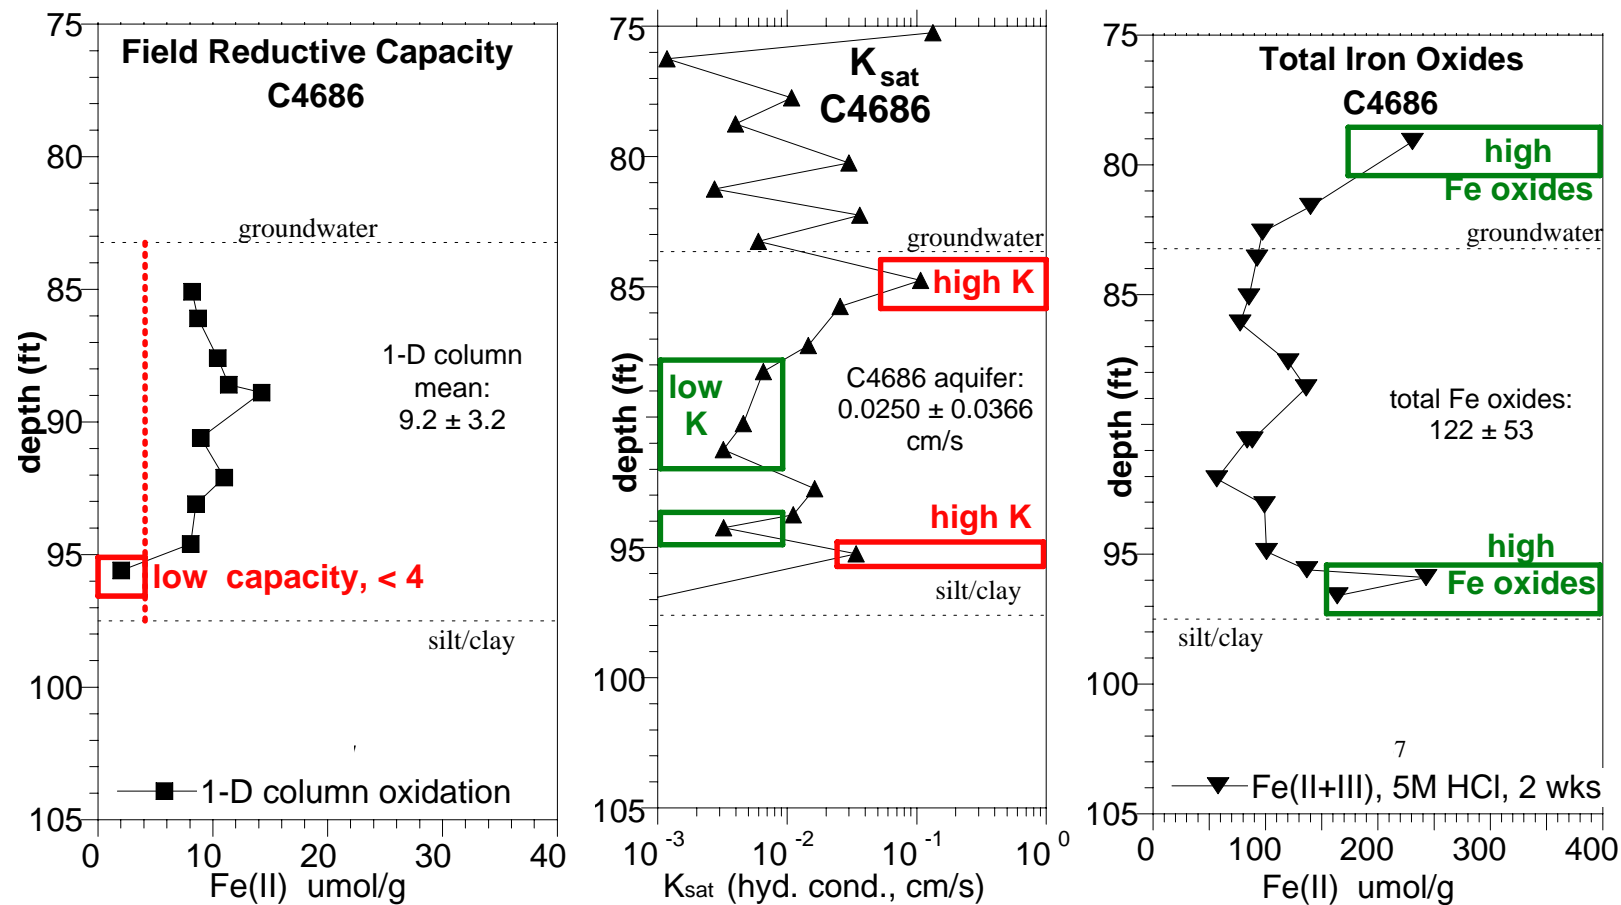 Field Reductive Capacity
C4686
75
80
85
90
95
100
105
depth (ft)
groundwater
1-D column
mean:
9.2 ± 3.2
low capacity, < 4
silt/clay
1-D column oxidation
0 10 20 30 40
Fe(II) umol/g
Ksat
C4686
75
80
85
90
95
100
105
depth (ft)
groundwater
high K
low
K
C4686 aquifer:
0.0250 ± 0.0366
cm/s
high K
silt/clay
10-3 10-2 10-1 100
Ksat (hyd. cond., cm/s)
Total Iron Oxides
C4686
75
80
85
90
95
100
105
depth (ft)
high
Fe oxides
groundwater
total Fe oxides:
122 ± 53
high
Fe oxides
silt/clay
7
Fe(II+III), 5M HCl, 2 wks
0 100 200 300 400
Fe(II) umol/g